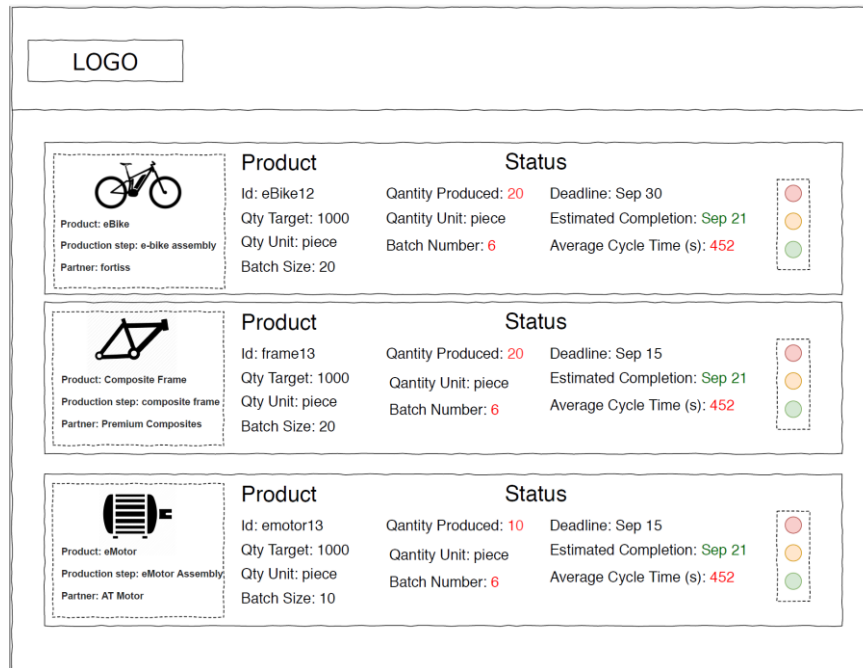 LOGO
Product: eBike
Production step: e-bike assembly
Partner: fortiss
Product
Id: eBike12
Qty Target: 1000
Qty Unit: piece
Batch Size: 20
Status
Qantity Produced: 20
Qantity Unit: piece
Batch Number: 6
Deadline: Sep 30
Estimated Completion: Sep 21
Average Cycle Time (s): 452
Product: Composite Frame
Production step: composite frame
Partner: Premium Composites
Product
Id: frame13
Qty Target: 1000
Qty Unit: piece
Batch Size: 20
Status
Qantity Produced: 20
Qantity Unit: piece
Batch Number: 6
Deadline: Sep 15
Estimated Completion: Sep 21
Average Cycle Time (s): 452
Product: eMotor
Production step: eMotor Assembly
Partner: AT Motor
Product
Id: emotor13
Qty Target: 1000
Qty Unit: piece
Batch Size: 10
Status
Qantity Produced: 10
Qantity Unit: piece
Batch Number: 6
Deadline: Sep 15
Estimated Completion: Sep 21
Average Cycle Time (s): 452